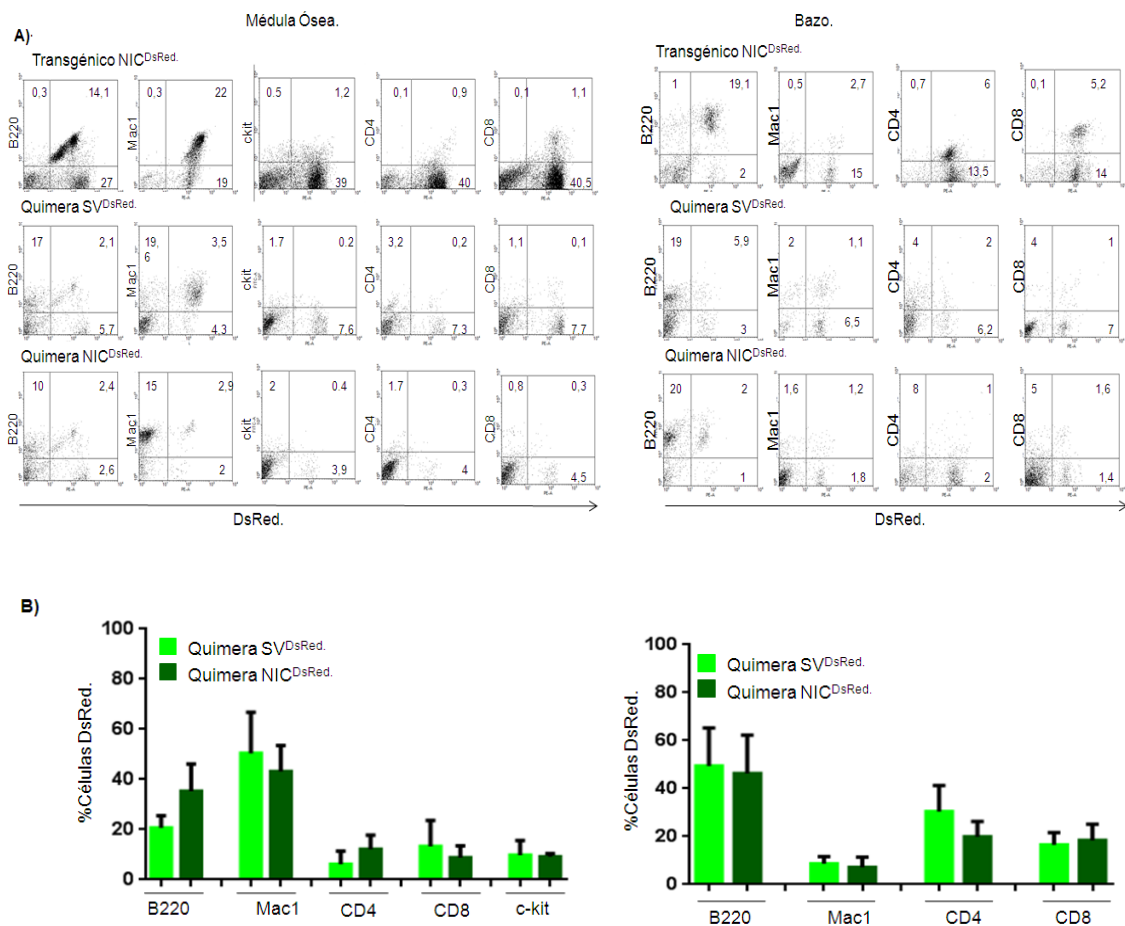 Médula Ósea.
Bazo.
A).
Transgénico NIC DsRed.
Transgénico NIC DsRed.
B220 0,3 14,1 27
Mac1 0,3 22 19
ckit 0.5 1,2 39
CD4 0,1 0,9 40
CD8 0,1 1,1 40,5
B220 1 19,1 2
Mac1 0,5 2,7 15
CD4 0,7 6 13,5
CD8 0,1 5,2 14
Quimera SV DsRed.
Quimera SV DsRed.
B220 17 2,1 5,7
Mac1 19,6 3,5 4,3
ckit 1.7 0.2 7,6
CD4 3,2 0,2 7,3
CD8 1,1 0,1 7,7
B220 19 5,9 3
Mac1 2 1,1 6,5
CD4 4 2 6,2
CD8 4 1 7
Quimera NIC DsRed.
Quimera NIC DsRed.
B220 10 2,4 2,6
Mac1 15 2,9 2
ckit 2 0.4 3,9
CD4 1.7 0,3 4
CD8 0,8 0,3 4,5
B220 20 2 1
Mac1 1,6 1,2 1,8
CD4 8 1 2
CD8 5 1,6 1,4
DsRed.
DsRed.
B)
%Células DsRed.
100
80
60
40
20
0
Quimera SV DsRed.
Quimera NIC DsRed.
B220 Mac1 CD4 CD8 c-kit
%Células DsRed.
100
80
60
40
20
0
Quimera SV DsRed.
Quimera NIC DsRed.
B220 Mac1 CD4 CD8